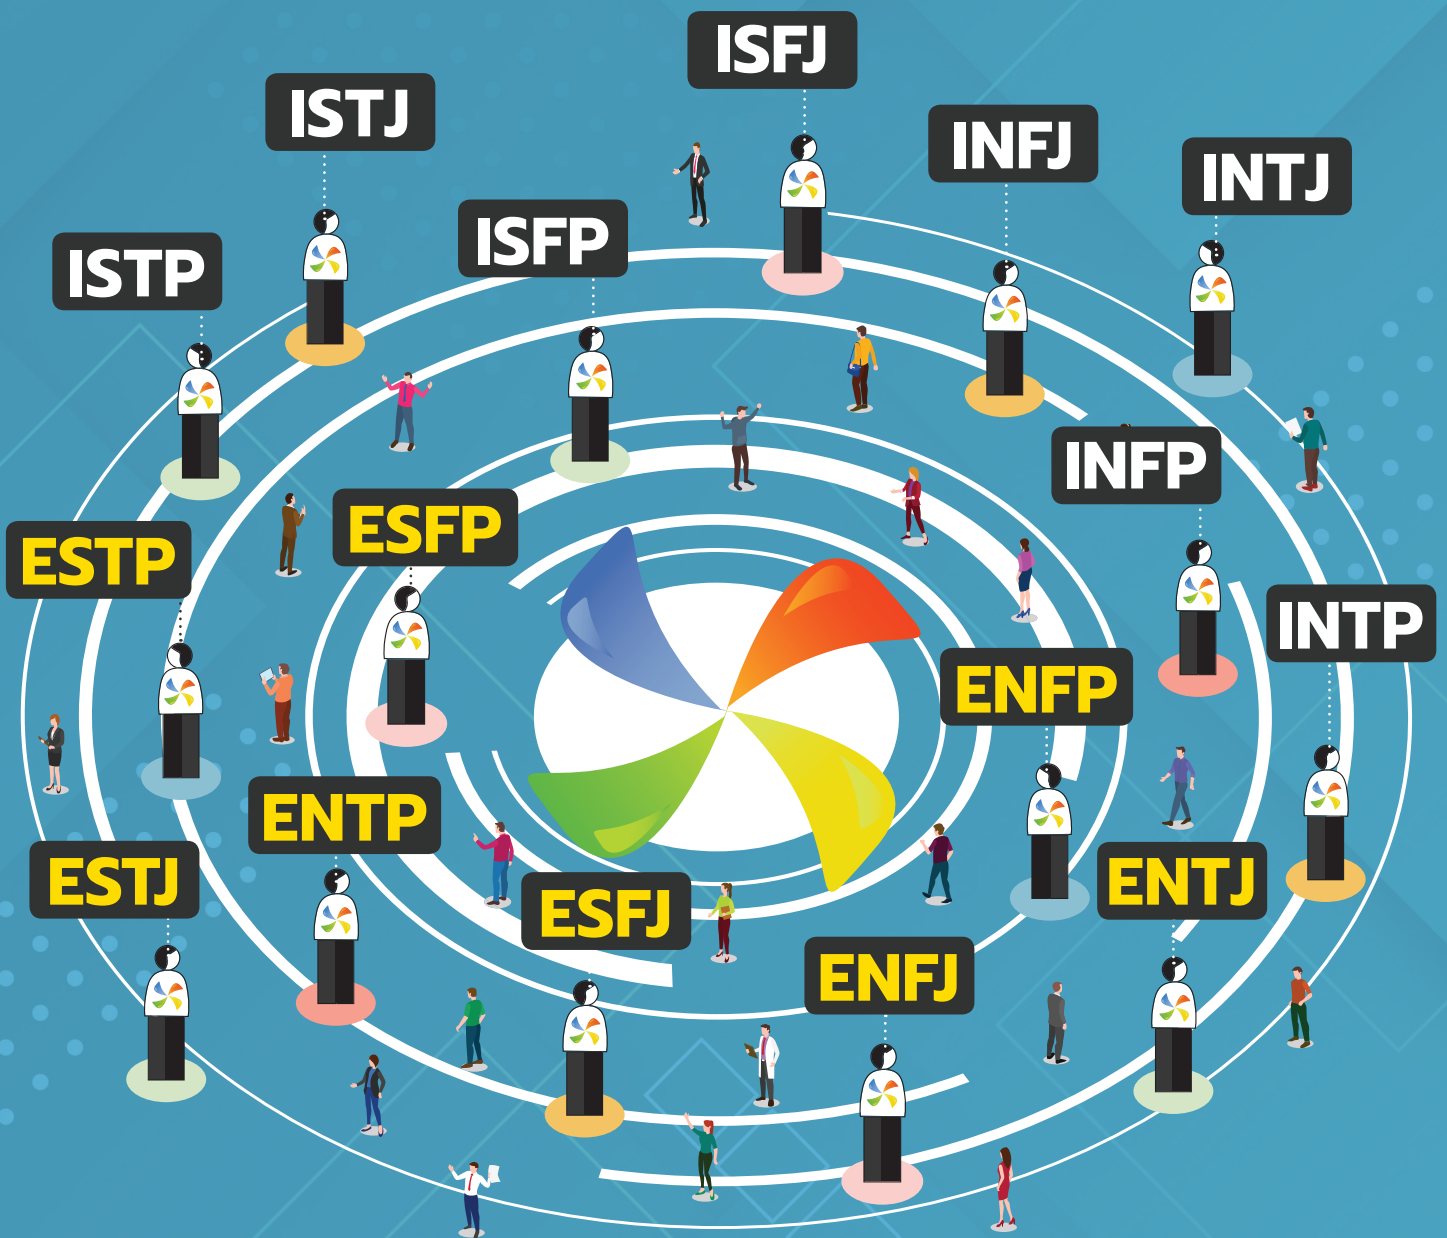 ISFJ
ISTJ
INFJ
INTJ
ISFP
ISTP
INFP
ESFP
ESTP
INTP
ENFP
ENTP
ESTJ
ENTJ
ESFJ
ENFJ